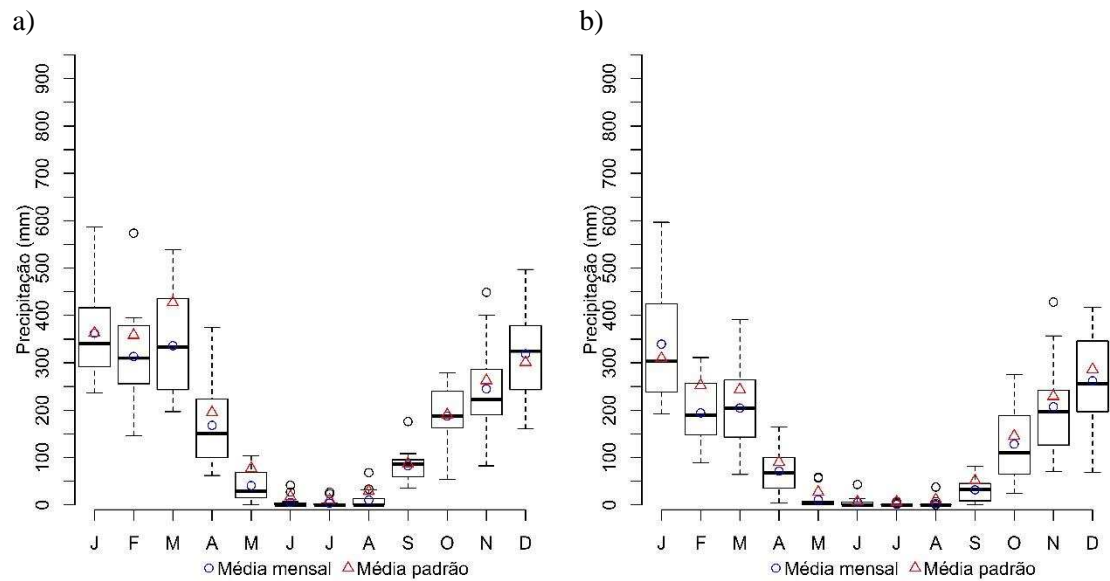 a)
b)
Precipitação (mm)
0 100 200 300 400 500 600 700 800 900
J F M A M J J A S O N D
Média mensal Média padrão
Precipitação (mm)
0 100 200 300 400 500 600 700 800 900
J F M A M J J A S O N D
Média mensal Média padrão